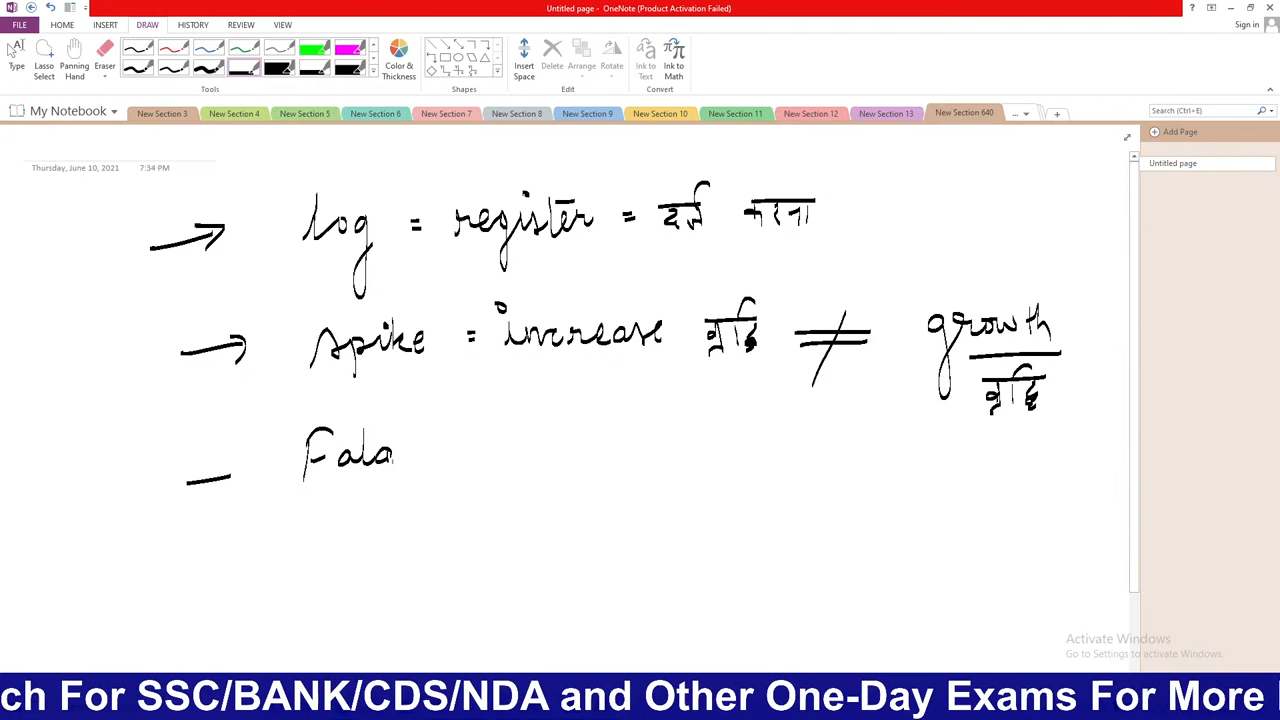 Untitled page - OneNote (Product Activation Failed)
FILE HOME INSERT DRAW HISTORY REVIEW VIEW
Sign in
Type Lasso Select Panning Hand Eraser Color & Thickness Insert Space Delete Arrange Rotate Ink to Text Ink to Math
Tools Shapes Edit Convert
My Notebook New Section 3 New Section 4 New Section 5 New Section 6 New Section 7 New Section 8 New Section 9 New Section 10 New Section 11 New Section 12 New Section 13 New Section 640 ... Search (Ctrl+E)
Add Page
Untitled page
Thursday, June 10, 2021 7:34 PM
→ log = register = दर्ज करना
→ spike = increase वृद्धि ≠ growth
वृद्धि
— Fala
Activate Windows
Go to Settings to activate Windows.
ch For SSC/BANK/CDS/NDA and Other One-Day Exams For More